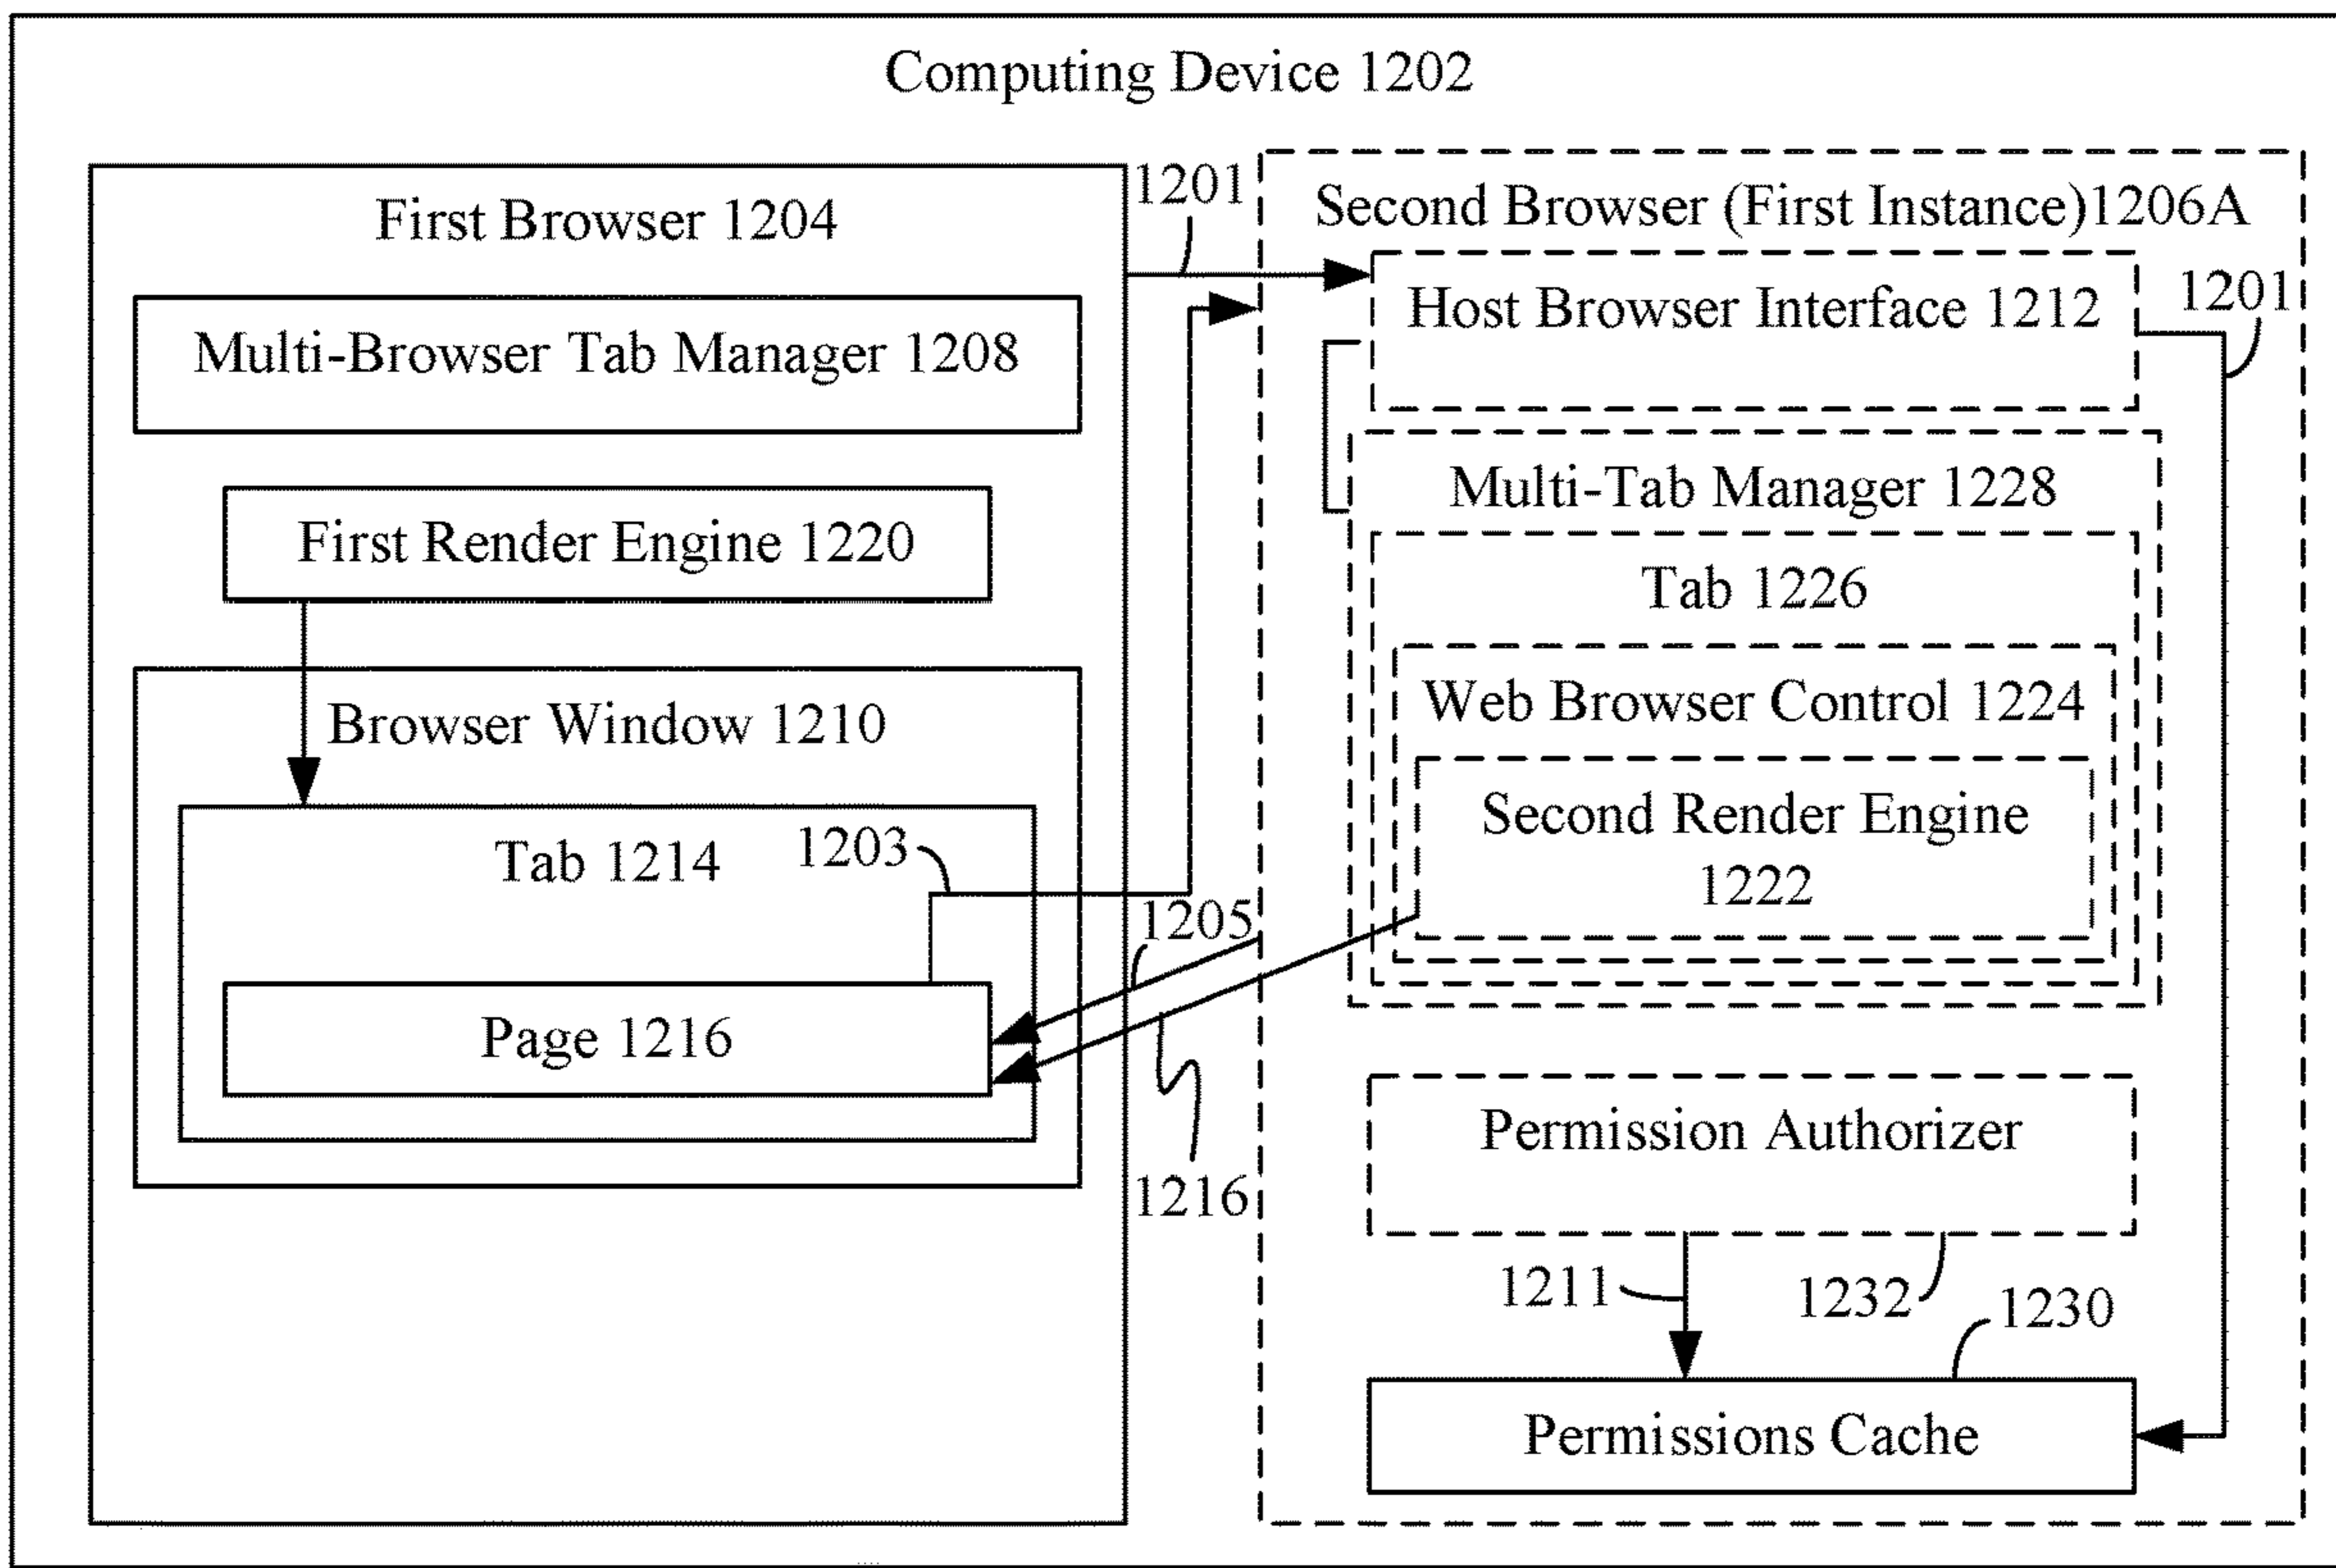 Computing Device 1202
First Browser 1204
Multi-Browser Tab Manager 1208
First Render Engine 1220
Browser Window 1210
Tab 1214
1203
Page 1216
1201
1205
1216
Second Browser (First Instance)1206A
Host Browser Interface 1212
1201
Multi-Tab Manager 1228
Tab 1226
Web Browser Control 1224
Second Render Engine
1222
Permission Authorizer
1211
1232
1230
Permissions Cache